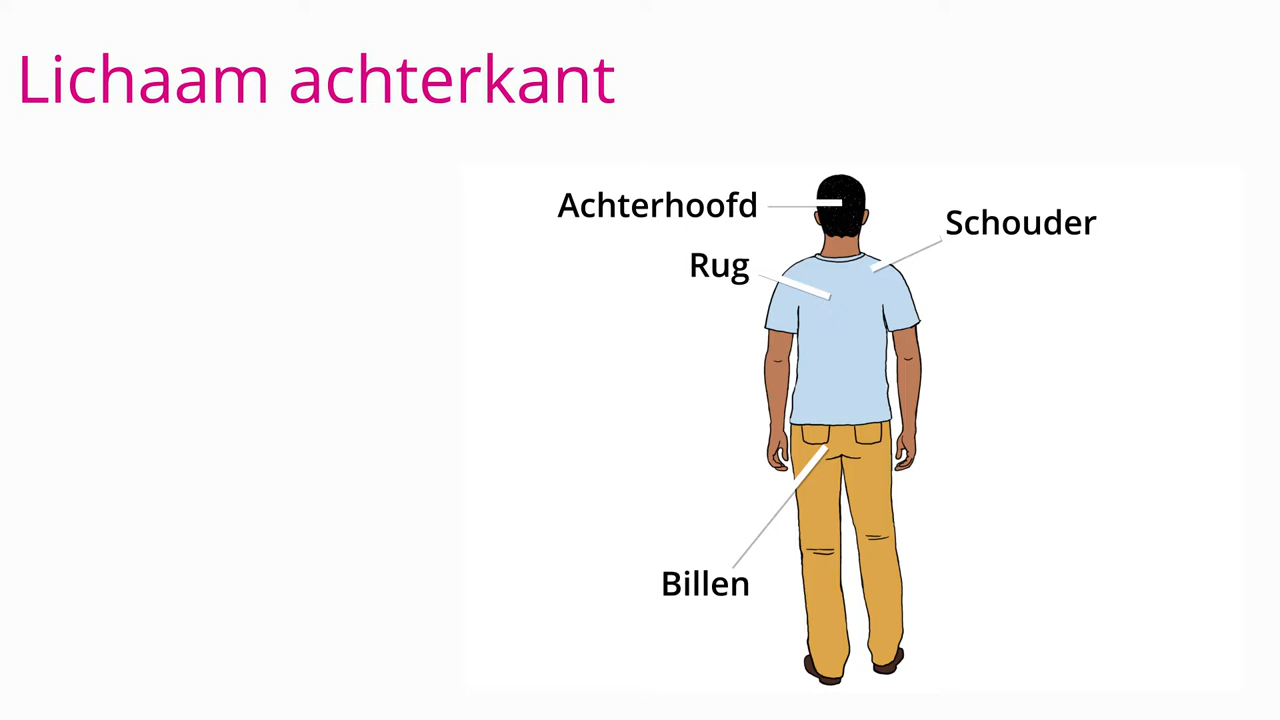 Lichaam achterkant
Achterhoofd
Schouder
Rug
Billen